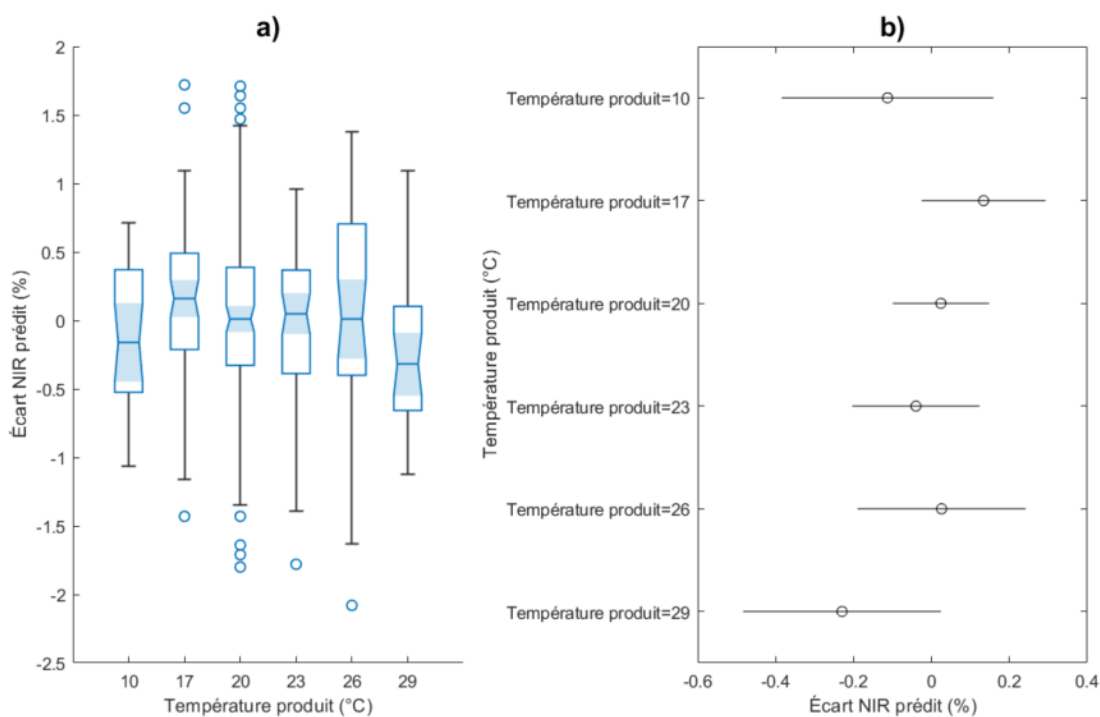 a)
2
1.5
1
0.5
0
-0.5
-1
-1.5
-2
-2.5
Écart NIR prédit (%)
10 17 20 23 26 29
Température produit (°C)
b)
Température produit=10
Température produit=17
Température produit=20
Température produit=23
Température produit=26
Température produit=29
Température produit (°C)
-0.6 -0.4 -0.2 0 0.2 0.4
Écart NIR prédit (%)